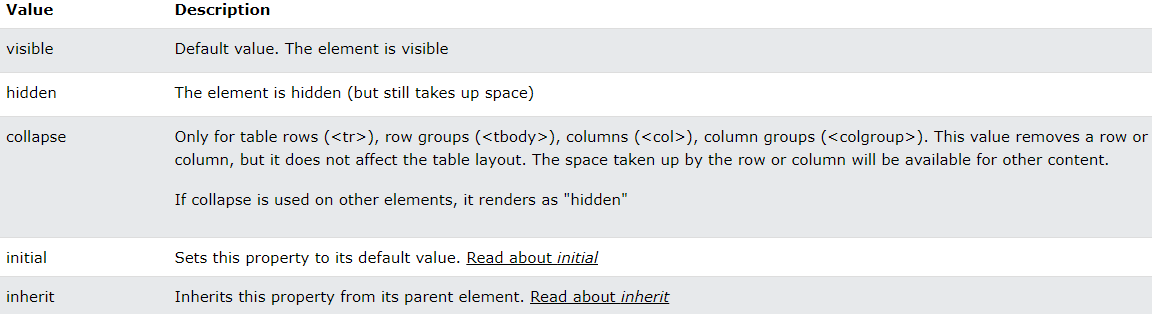 Value Description
visible Default value. The element is visible
hidden The element is hidden (but still takes up space)
collapse Only for table rows (<tr>), row groups (<tbody>), columns (<col>), column groups (<colgroup>). This value removes a row or
column, but it does not affect the table layout. The space taken up by the row or column will be available for other content.
If collapse is used on other elements, it renders as "hidden"
initial Sets this property to its default value. Read about initial
inherit Inherits this property from its parent element. Read about inherit